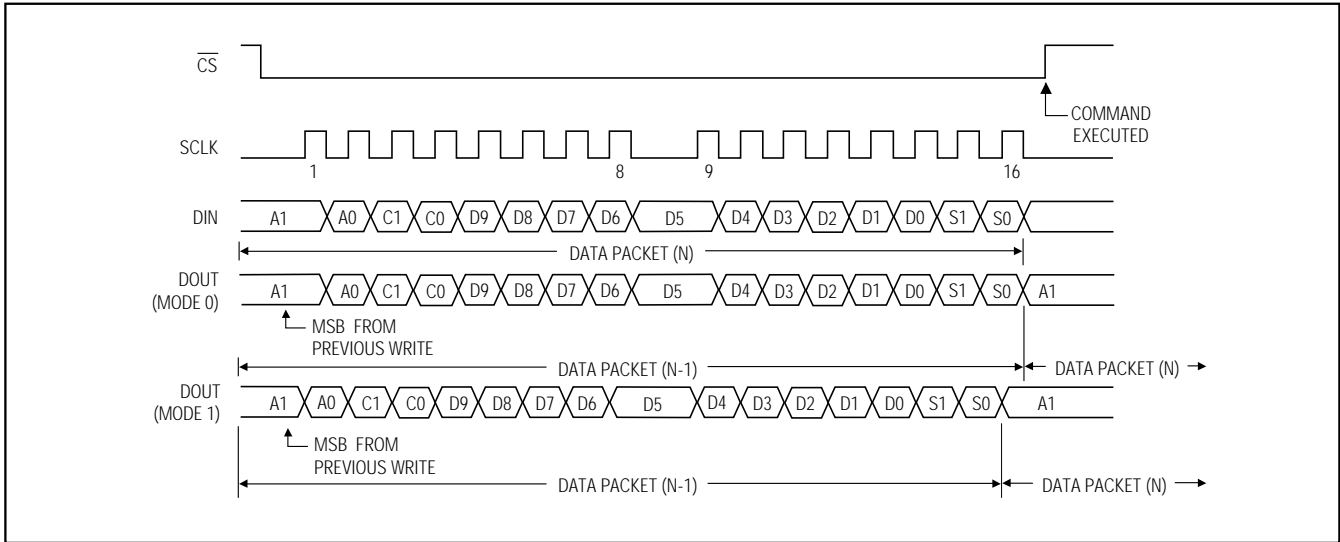 CS
COMMAND
EXECUTED
SCLK
1 8 9 16
DIN A1 A0 C1 C0 D9 D8 D7 D6 D5 D4 D3 D2 D1 D0 S1 S0
DATA PACKET (N)
DOUT
(MODE 0) A1 A0 C1 C0 D9 D8 D7 D6 D5 D4 D3 D2 D1 D0 S1 S0 A1
MSB FROM
PREVIOUS WRITE
DATA PACKET (N-1) DATA PACKET (N)
DOUT
(MODE 1) A1 A0 C1 C0 D9 D8 D7 D6 D5 D4 D3 D2 D1 D0 S1 S0 A1
MSB FROM
PREVIOUS WRITE
DATA PACKET (N-1) DATA PACKET (N)